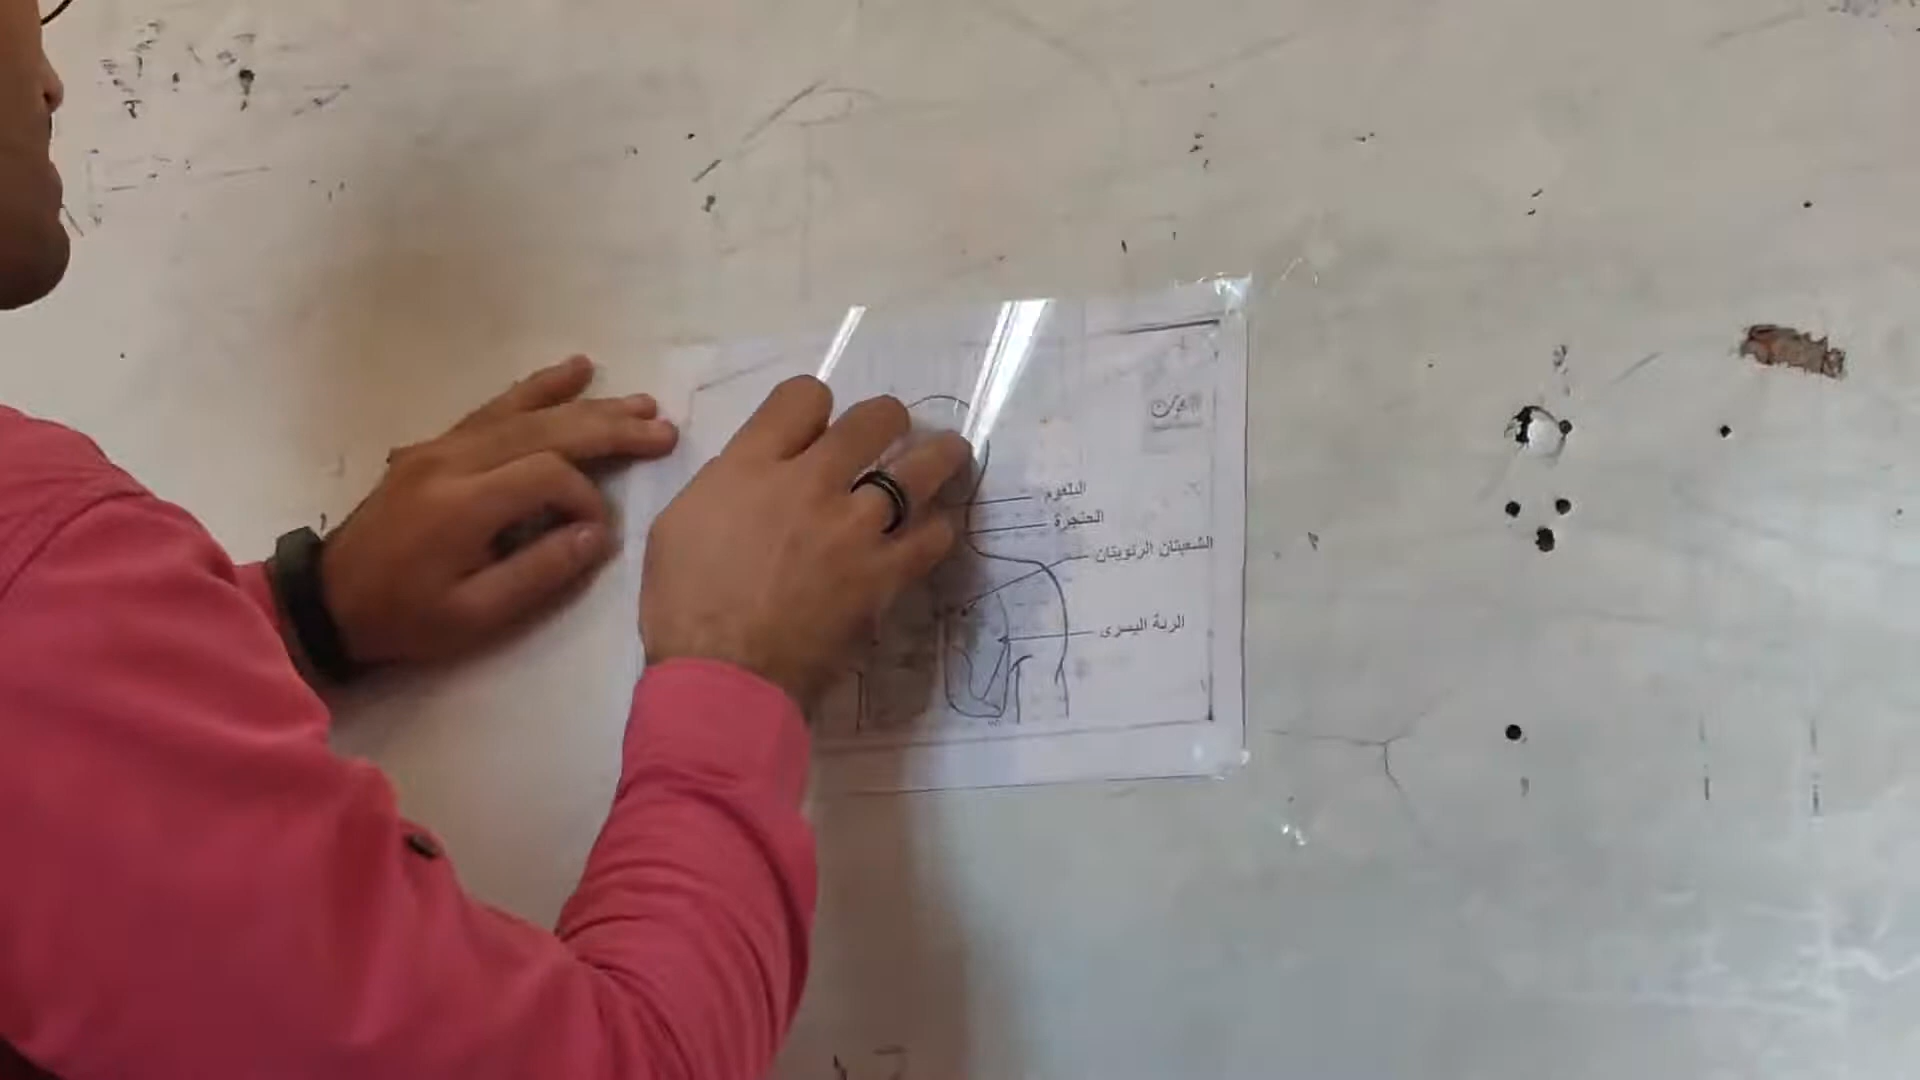 البلعوم
الحنجرة
الشعبتان الرئويتان
الرئة اليسرى